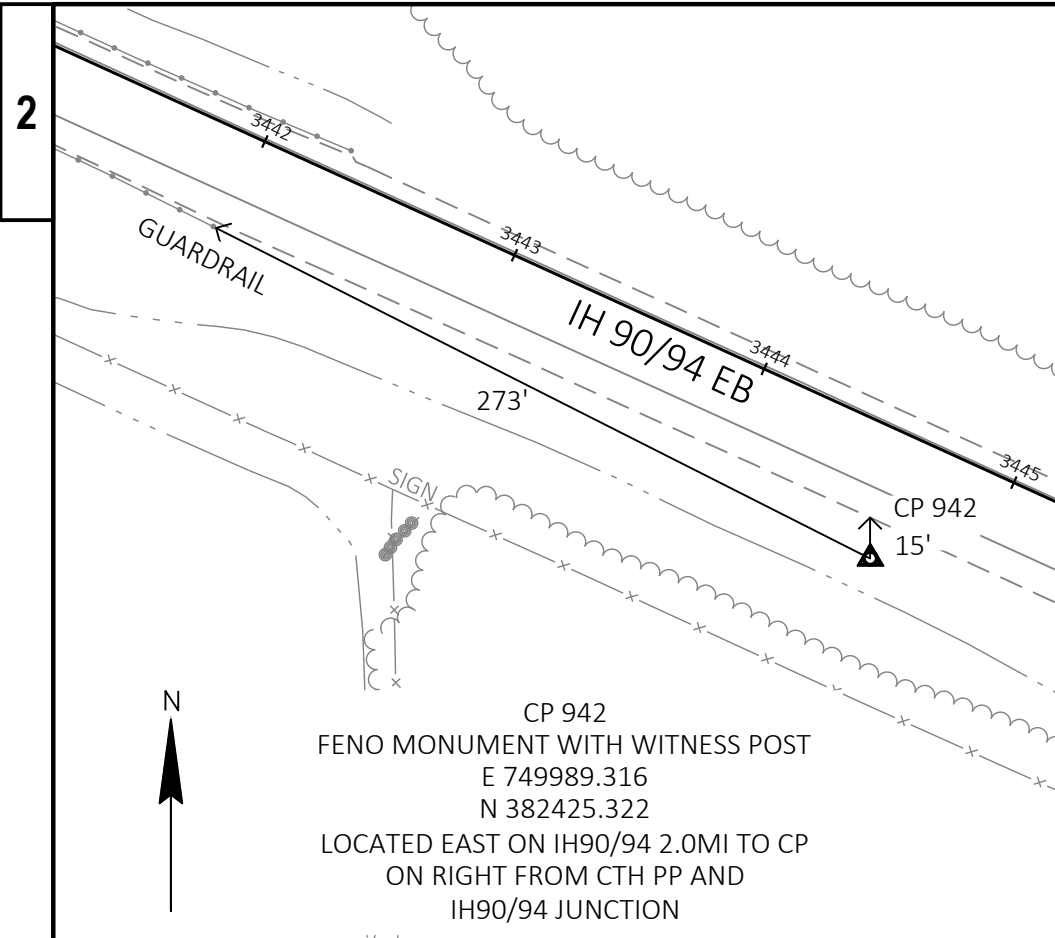 2
3442
3443
3444
3445
GUARDRAIL
IH 90/94 EB
273'
SIGN
CP 942
15'
N
CP 942
FENO MONUMENT WITH WITNESS POST
E 749989.316
N 382425.322
LOCATED EAST ON IH90/94 2.0MI TO CP
ON RIGHT FROM CTH PP AND
IH90/94 JUNCTION